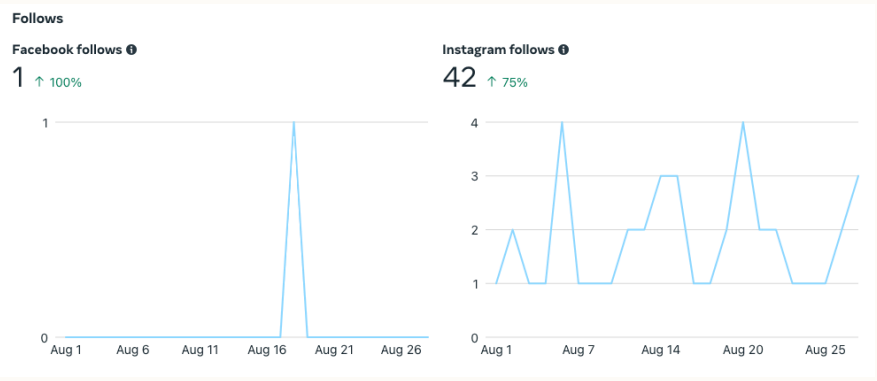 Follows
Facebook follows
1 ↑ 100%
1
0
Aug 1 Aug 6 Aug 11 Aug 16 Aug 21 Aug 26
Instagram follows
42 ↑ 75%
4
3
2
1
0
Aug 1 Aug 7 Aug 14 Aug 20 Aug 25